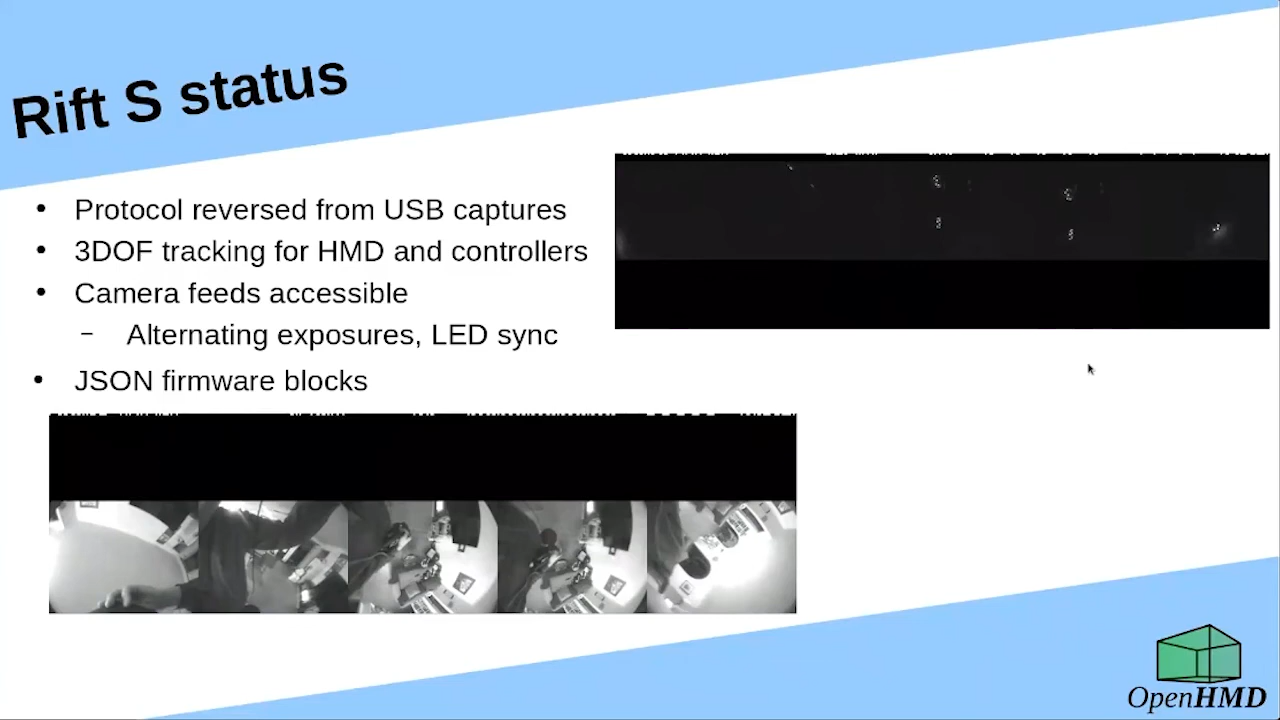 Rift S status
• Protocol reversed from USB captures
• 3DOF tracking for HMD and controllers
• Camera feeds accessible
– Alternating exposures, LED sync
• JSON firmware blocks
OpenHMD